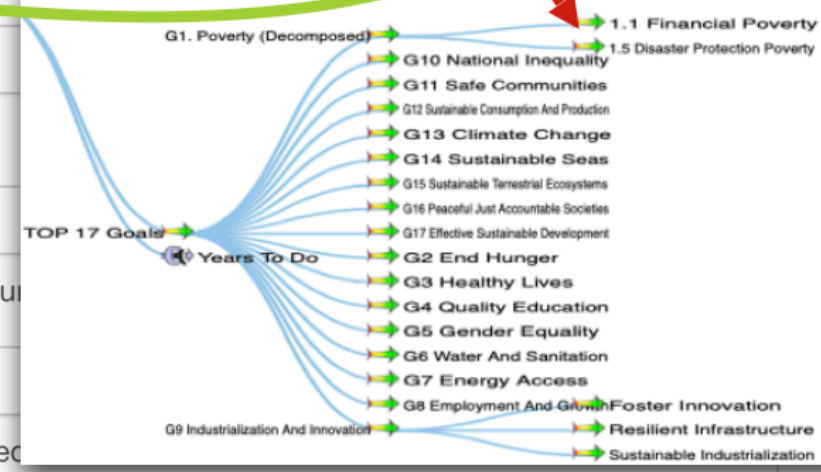 1.1 Financial Poverty
G1. Poverty (Decomposed)
1.5 Disaster Protection Poverty
G10 National Inequality
G11 Safe Communities
G12 Sustainable Consumption And Production
G13 Climate Change
G14 Sustainable Seas
G15 Sustainable Terrestrial Ecosystems
G16 Peaceful Just Accountable Societies
TOP 17 Goals
G17 Effective Sustainable Development
Years To Do
G2 End Hunger
G3 Healthy Lives
G4 Quality Education
G5 Gender Equality
G6 Water And Sanitation
G7 Energy Access
G8 Employment And Growth
Foster Innovation
G9 Industrialization And Innovation
Resilient Infrastructure
Sustainable Industrialization